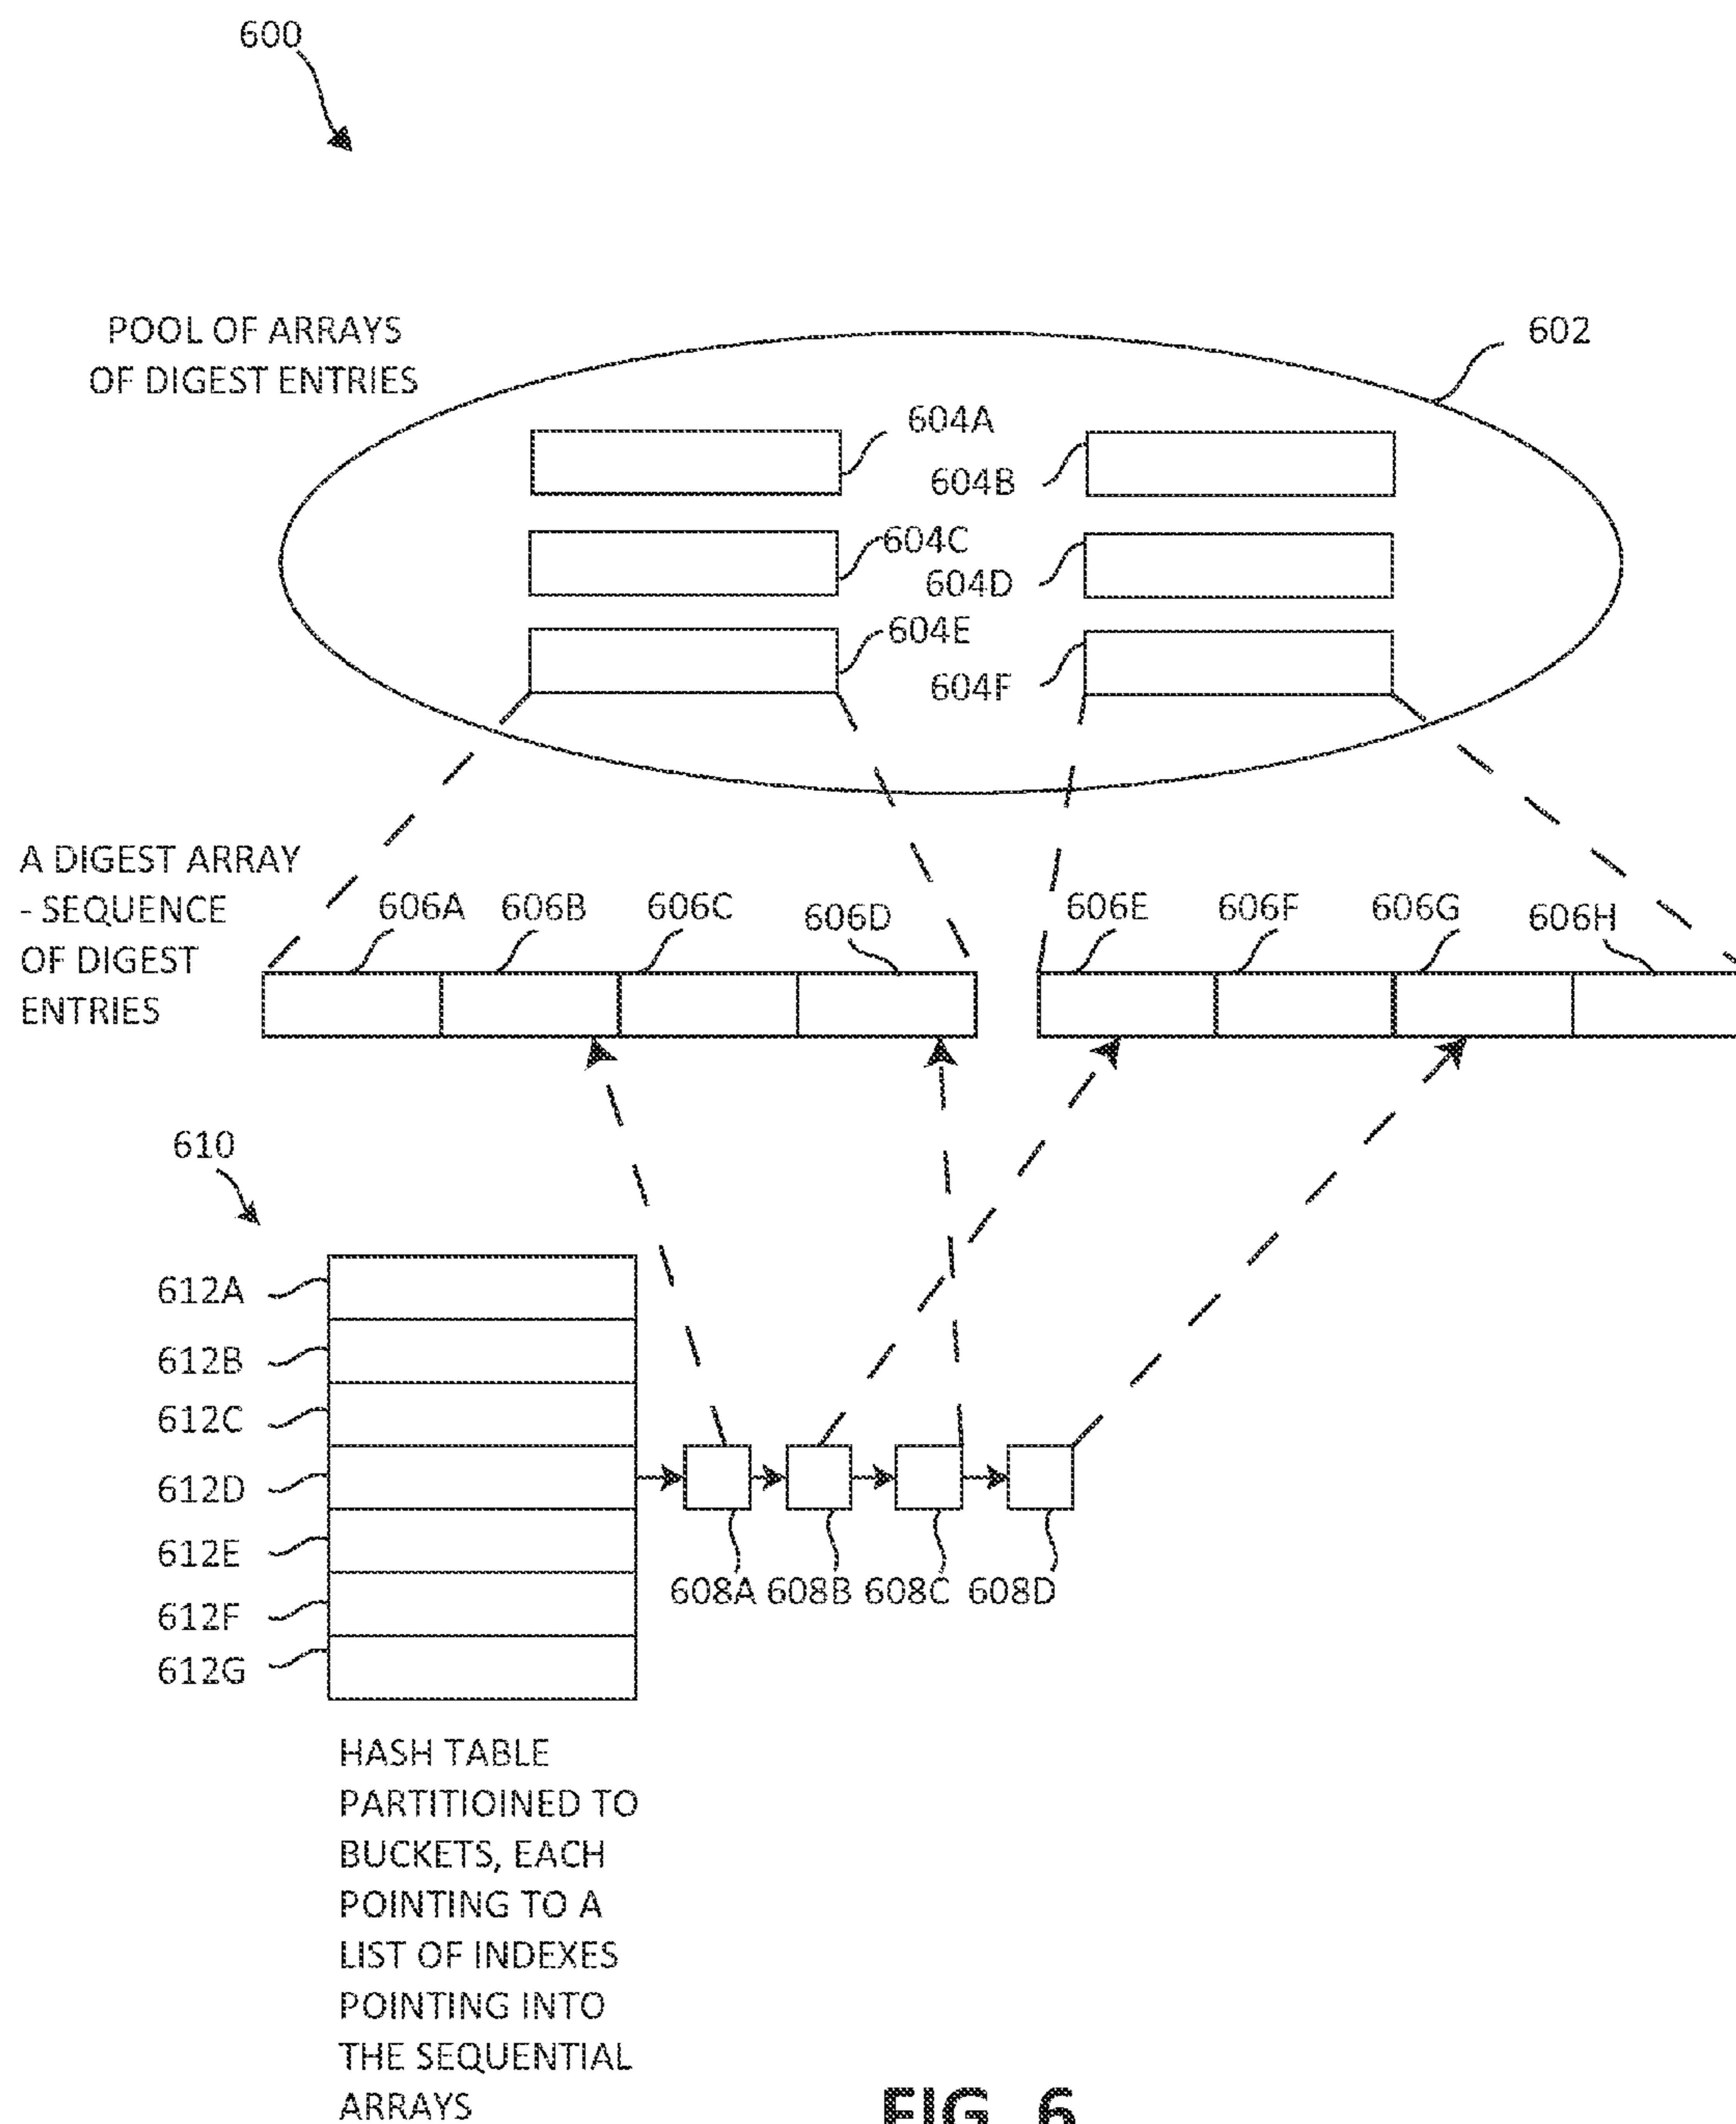 600
POOL OF ARRAYS
OF DIGEST ENTRIES
602
604A
604B
604C
604D
604E
604F
A DIGEST ARRAY
- SEQUENCE
OF DIGEST
ENTRIES
606A 606B 606C 606D 606E 606F 606G 606H
610
612A
612B
612C
612D
612E
612F
612G
608A 608B 608C 608D
HASH TABLE
PARTITIOINED TO
BUCKETS, EACH
POINTING TO A
LIST OF INDEXES
POINTING INTO
THE SEQUENTIAL
ARRAYS
FIG. 6